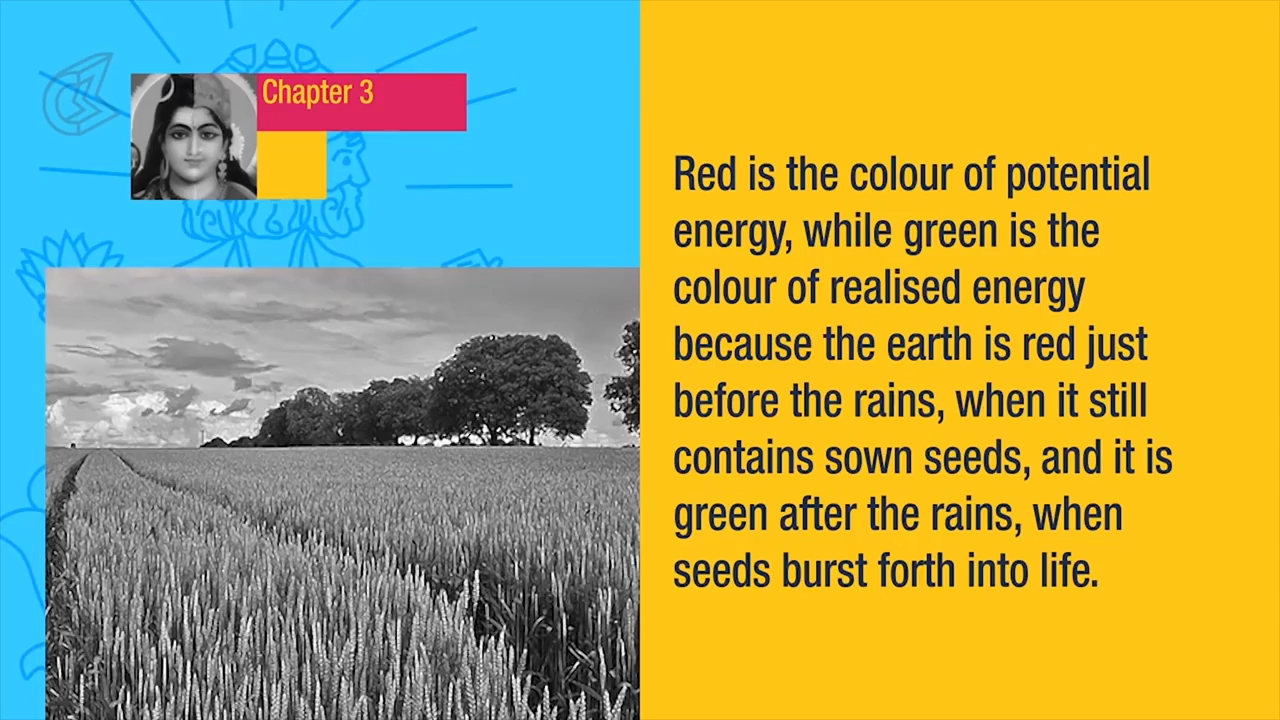 Chapter 3
Red is the colour of potential
energy, while green is the
colour of realised energy
because the earth is red just
before the rains, when it still
contains sown seeds, and it is
green after the rains, when
seeds burst forth into life.